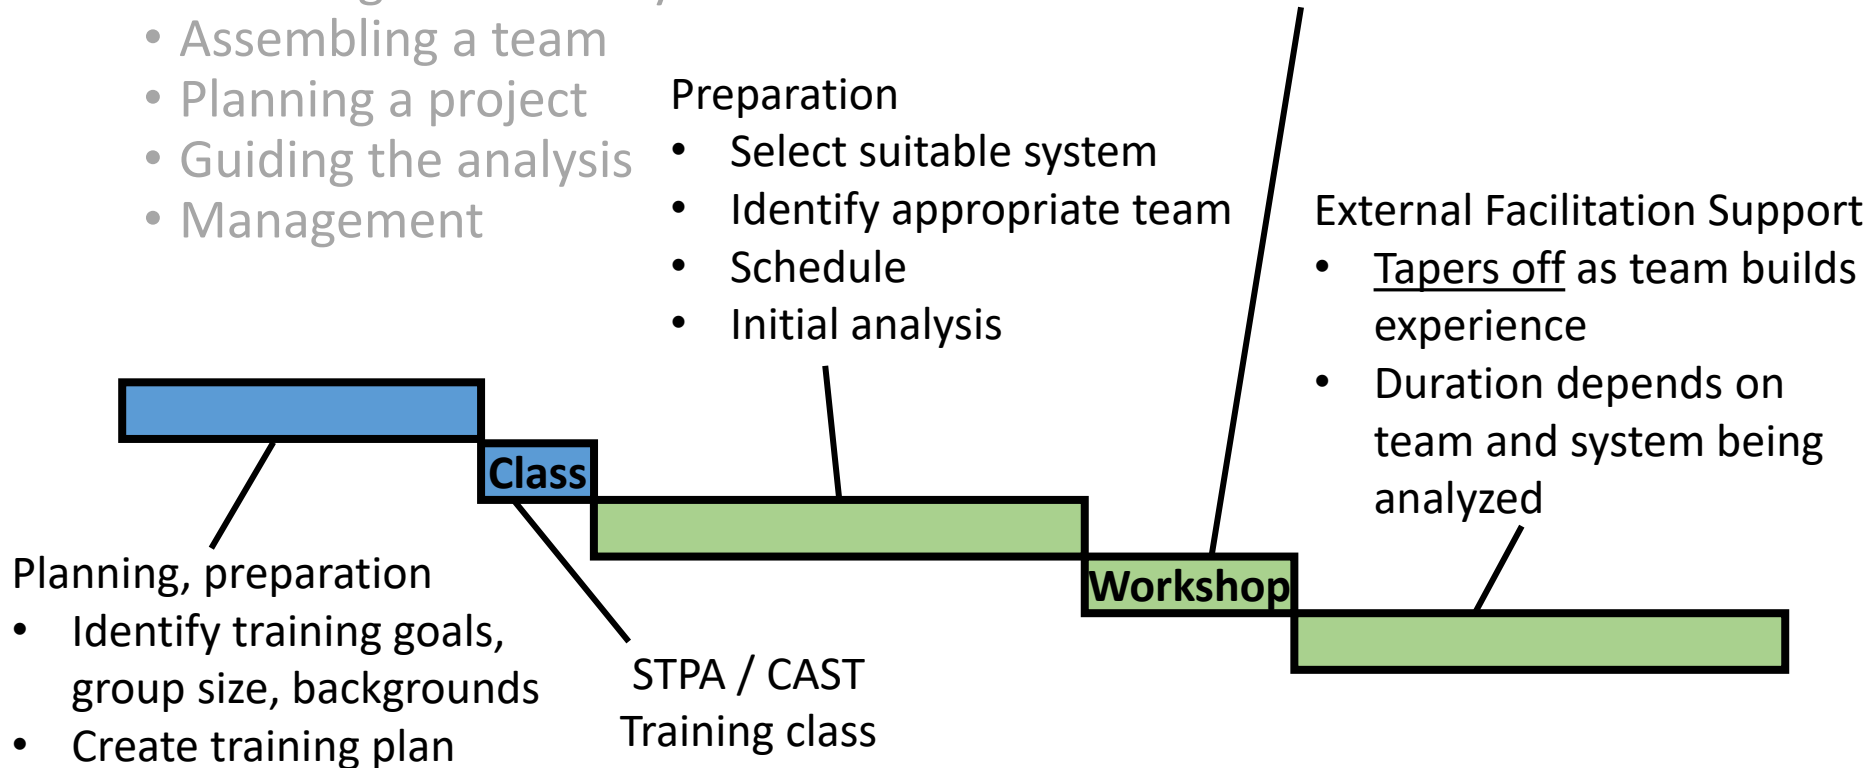 • Assembling a team
• Planning a project
• Guiding the analysis
• Management
Preparation
• Select suitable system
• Identify appropriate team
• Schedule
• Initial analysis
External Facilitation Support
• Tapers off as team builds
experience
• Duration depends on
team and system being
analyzed
Class
Workshop
Planning, preparation
• Identify training goals,
group size, backgrounds
• Create training plan
STPA / CAST
Training class